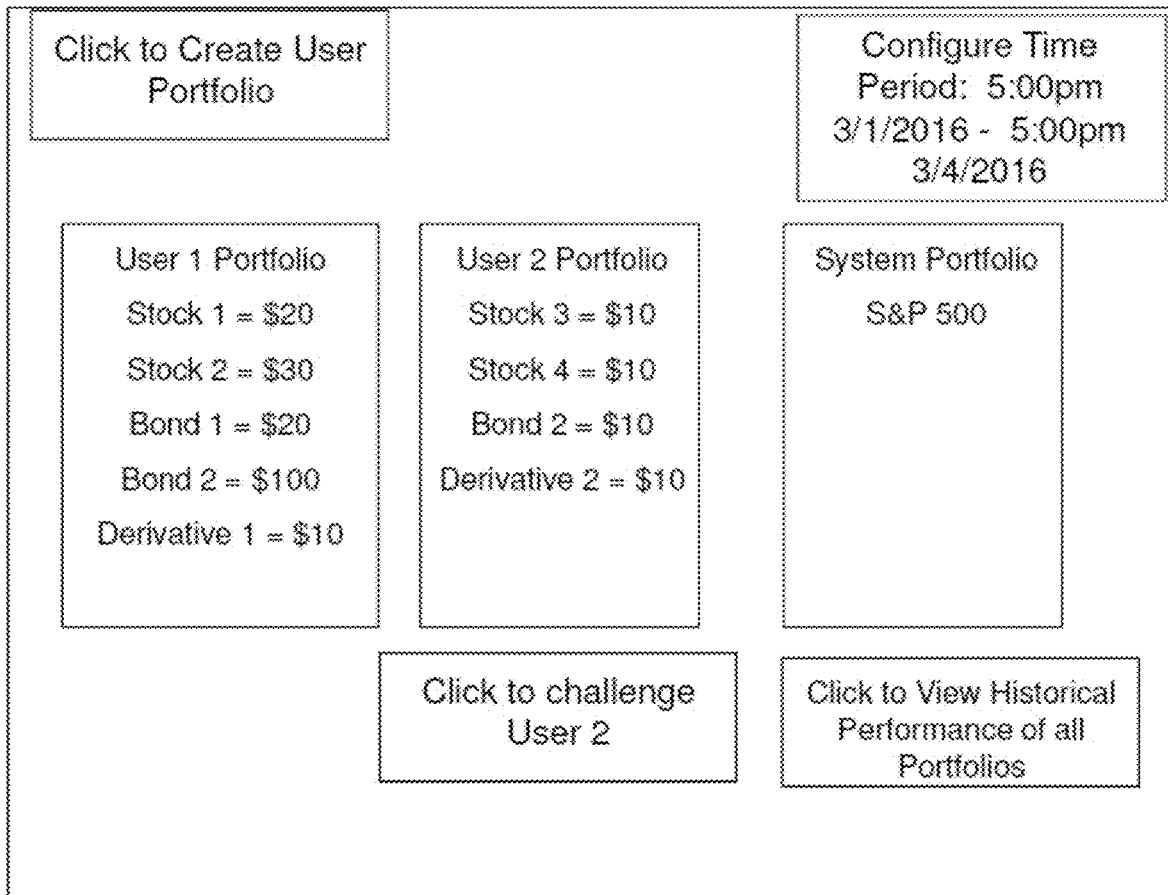 Click to Create User
Portfolio
Configure Time
Period: 5:00pm
3/1/2016 - 5:00pm
3/4/2016
User 1 Portfolio
Stock 1 = $20
Stock 2 = $30
Bond 1 = $20
Bond 2 = $100
Derivative 1 = $10
User 2 Portfolio
Stock 3 = $10
Stock 4 = $10
Bond 2 = $10
Derivative 2 = $10
System Portfolio
S&P 500
Click to challenge
User 2
Click to View Historical
Performance of all
Portfolios